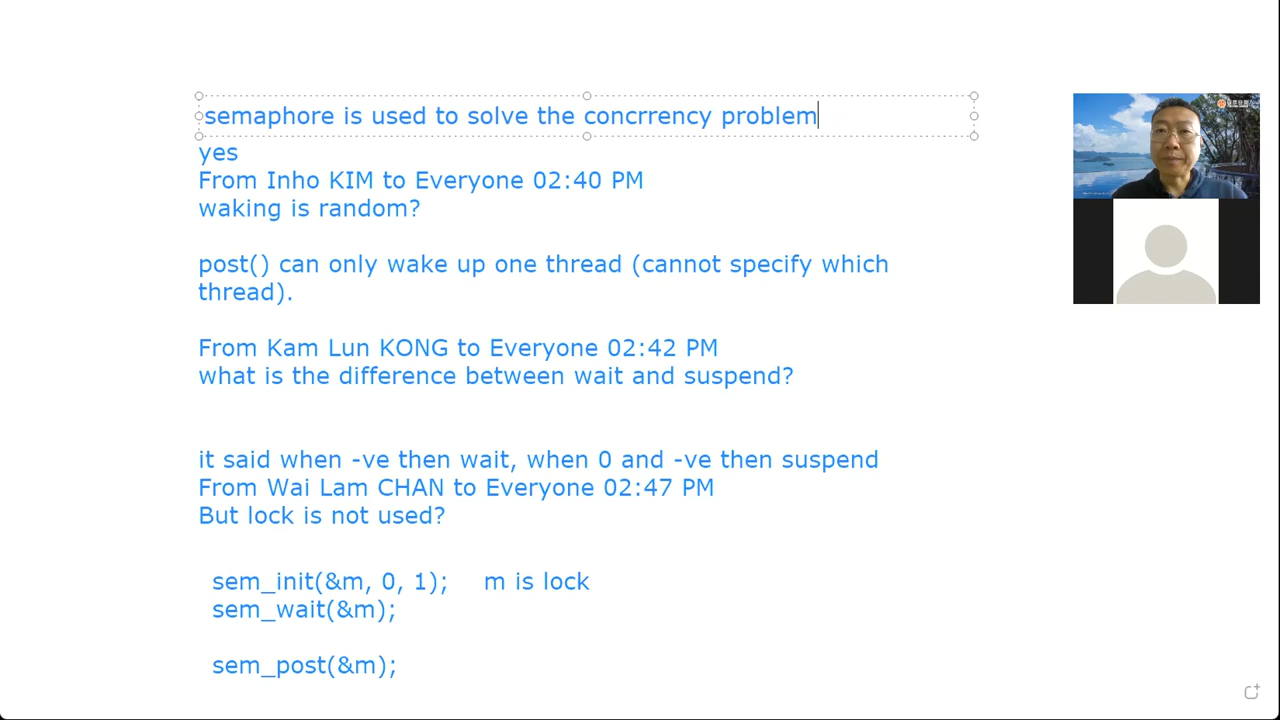 semaphore is used to solve the concrrency problem
yes
From Inho KIM to Everyone 02:40 PM
waking is random?
post() can only wake up one thread (cannot specify which
thread).
From Kam Lun KONG to Everyone 02:42 PM
what is the difference between wait and suspend?
it said when -ve then wait, when 0 and -ve then suspend
From Wai Lam CHAN to Everyone 02:47 PM
But lock is not used?
sem_init(&m, 0, 1); m is lock
sem_wait(&m);
sem_post(&m);